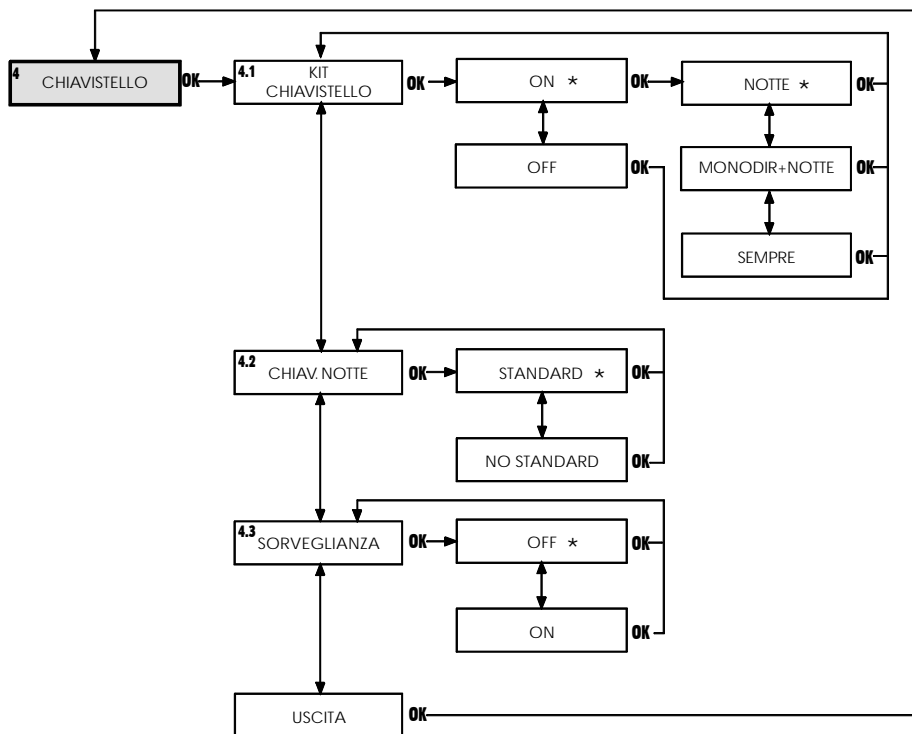 4
CHIAVISTELLO OK
4.1 KIT
CHIAVISTELLO OK
ON * OK
NOTTE * OK
OFF OK
MONODIR+NOTTE OK
SEMPRE OK
4.2
CHIAV. NOTTE OK
STANDARD * OK
NO STANDARD OK
4.3
SORVEGLIANZA OK
OFF * OK
ON OK
USCITA OK